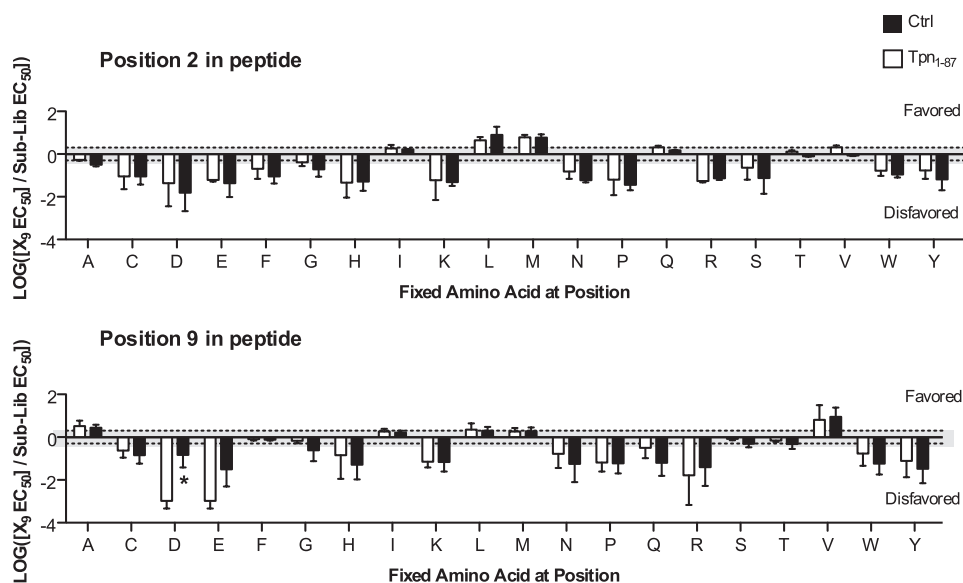 Ctrl
Tpn1-87
Position 2 in peptide
LOG([X9 EC50] / Sub-Lib EC50])
2
0
-2
-4
Favored
Disfavored
A C D E F G H I K L M N P Q R S T V W Y
Fixed Amino Acid at Position
Position 9 in peptide
LOG([X9 EC50] / Sub-Lib EC50])
2
0
-2
-4
Favored
*
Disfavored
A C D E F G H I K L M N P Q R S T V W Y
Fixed Amino Acid at Position